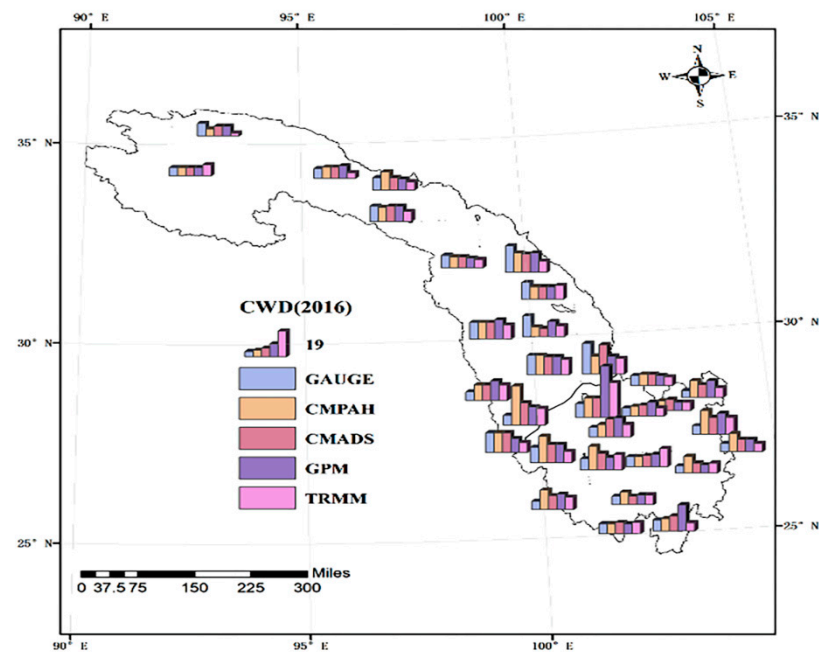 90° E 95° E 100° E 105° E
N
W E
S
35° N
35° N
30° N
30° N
25° N
25° N
CWD(2016)
19
GAUGE
CMPAH
CMADS
GPM
TRMM
Miles
0 37.5 75 150 225 300
90° E 95° E 100° E